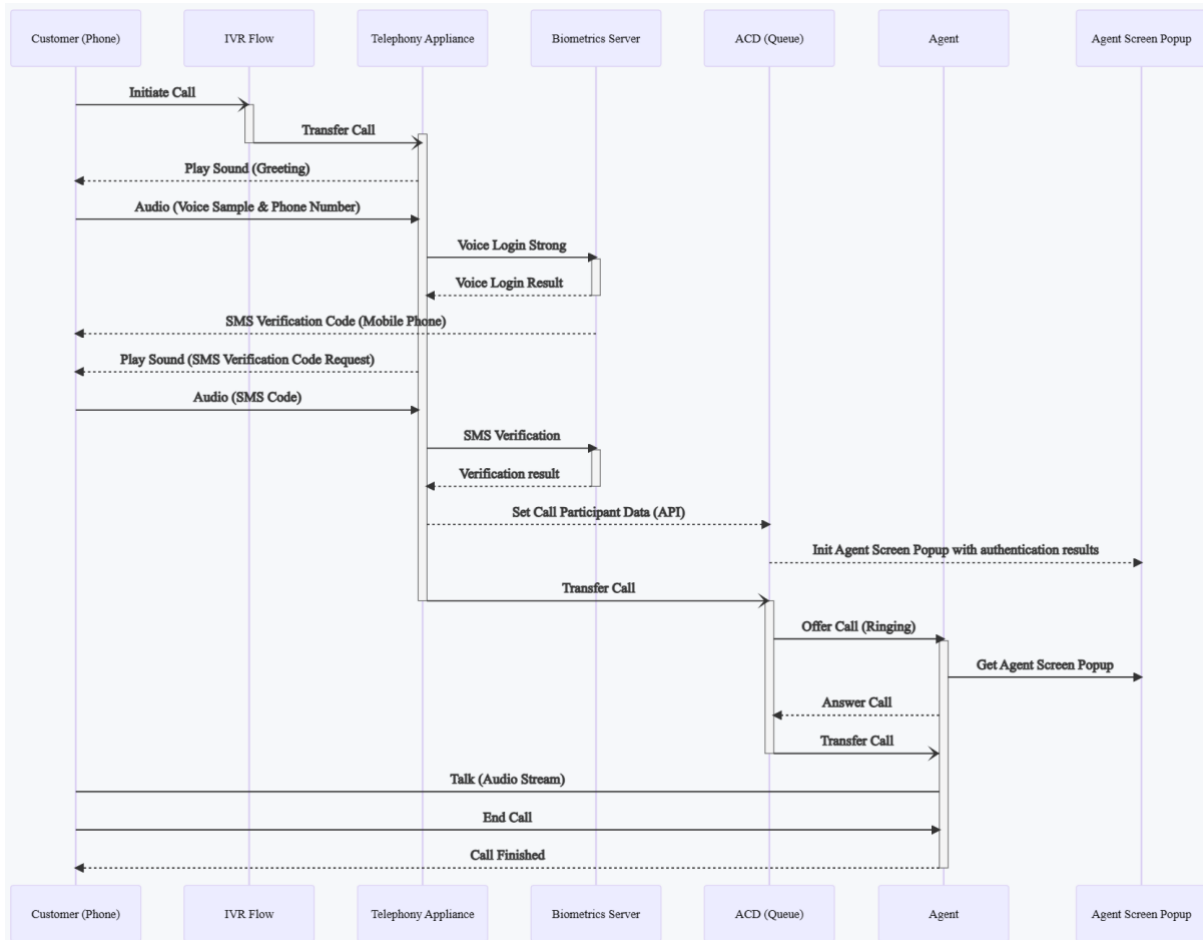 Customer (Phone) IVR Flow Telephony Appliance Biometrics Server ACD (Queue) Agent Agent Screen Popup
Initiate Call
Transfer Call
Play Sound (Greeting)
Audio (Voice Sample & Phone Number)
Voice Login Strong
Voice Login Result
SMS Verification Code (Mobile Phone)
Play Sound (SMS Verification Code Request)
Audio (SMS Code)
SMS Verification
Verification result
Set Call Participant Data (API)
Init Agent Screen Popup with authentication results
Transfer Call
Offer Call (Ringing)
Get Agent Screen Popup
Answer Call
Transfer Call
Talk (Audio Stream)
End Call
Call Finished
Customer (Phone) IVR Flow Telephony Appliance Biometrics Server ACD (Queue) Agent Agent Screen Popup